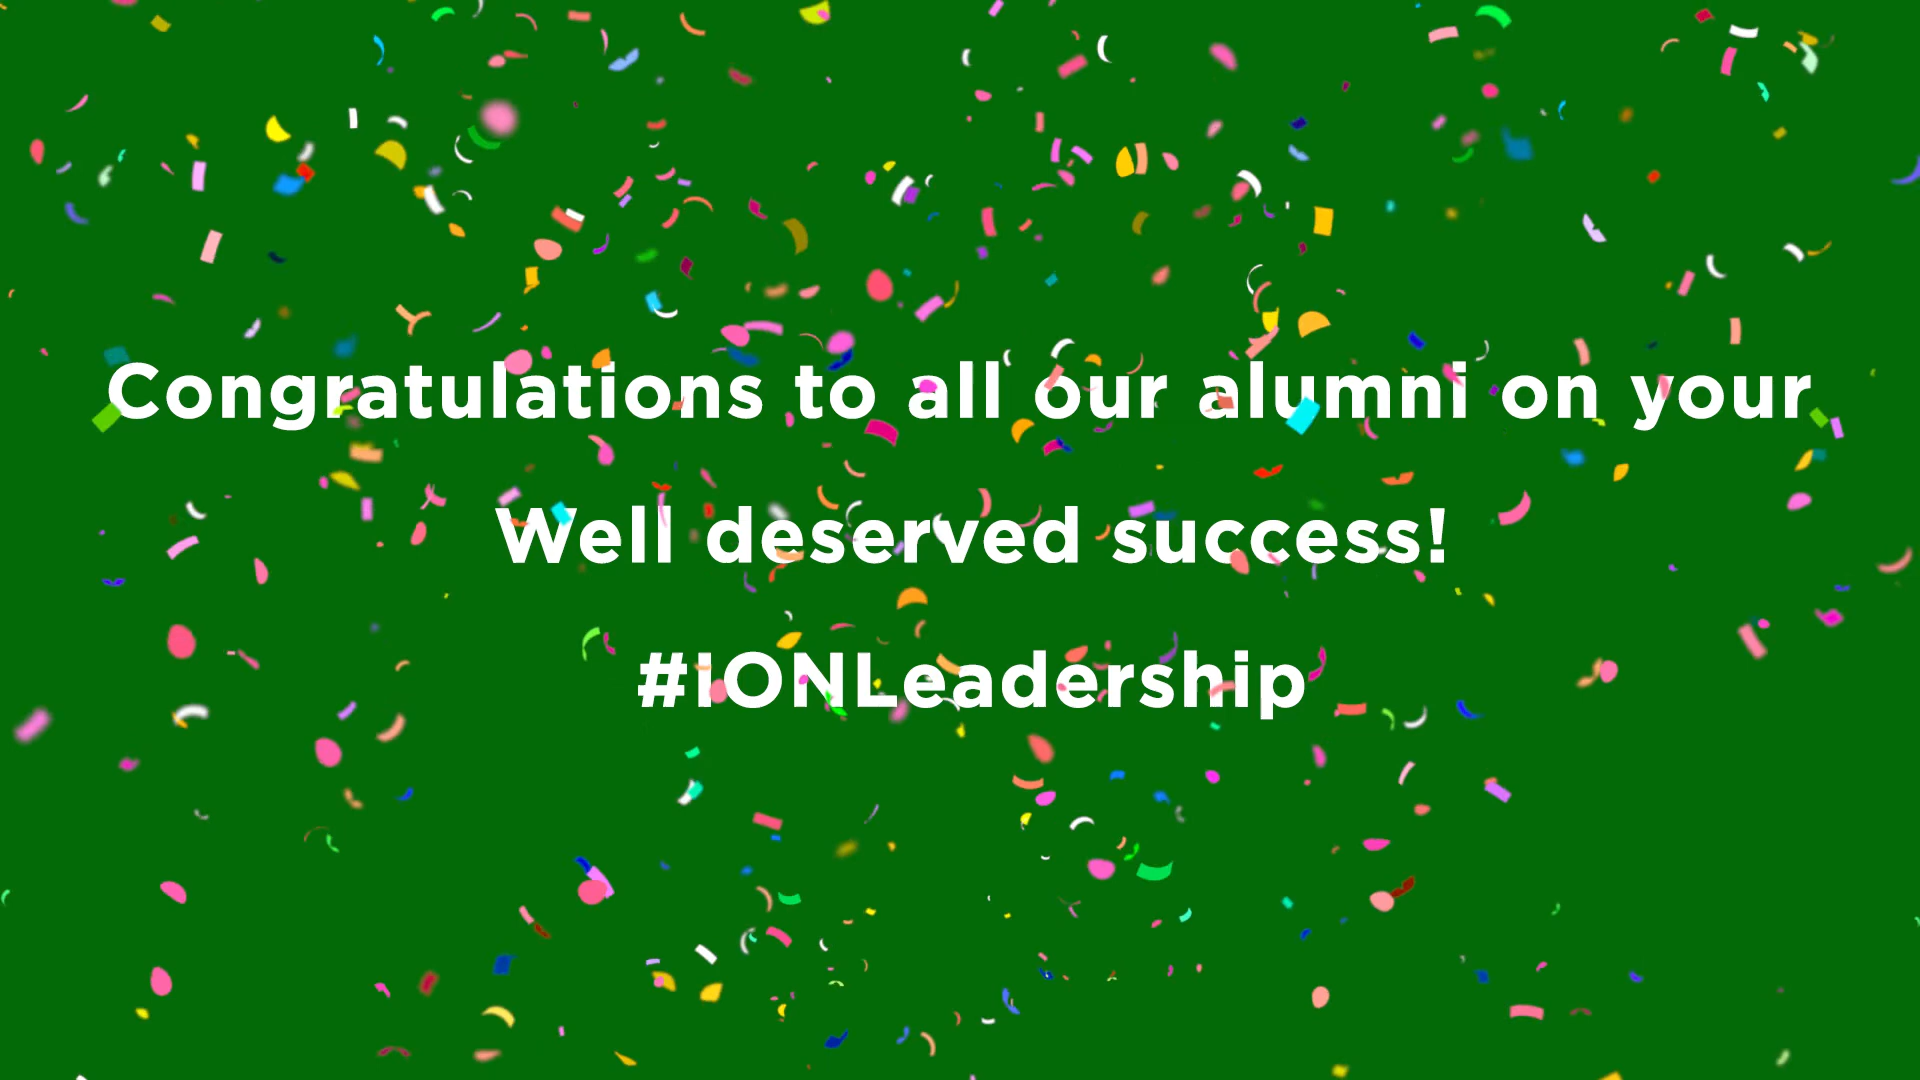 Congratulations to all our alumni on your
Well deserved success!
#iONLeadership